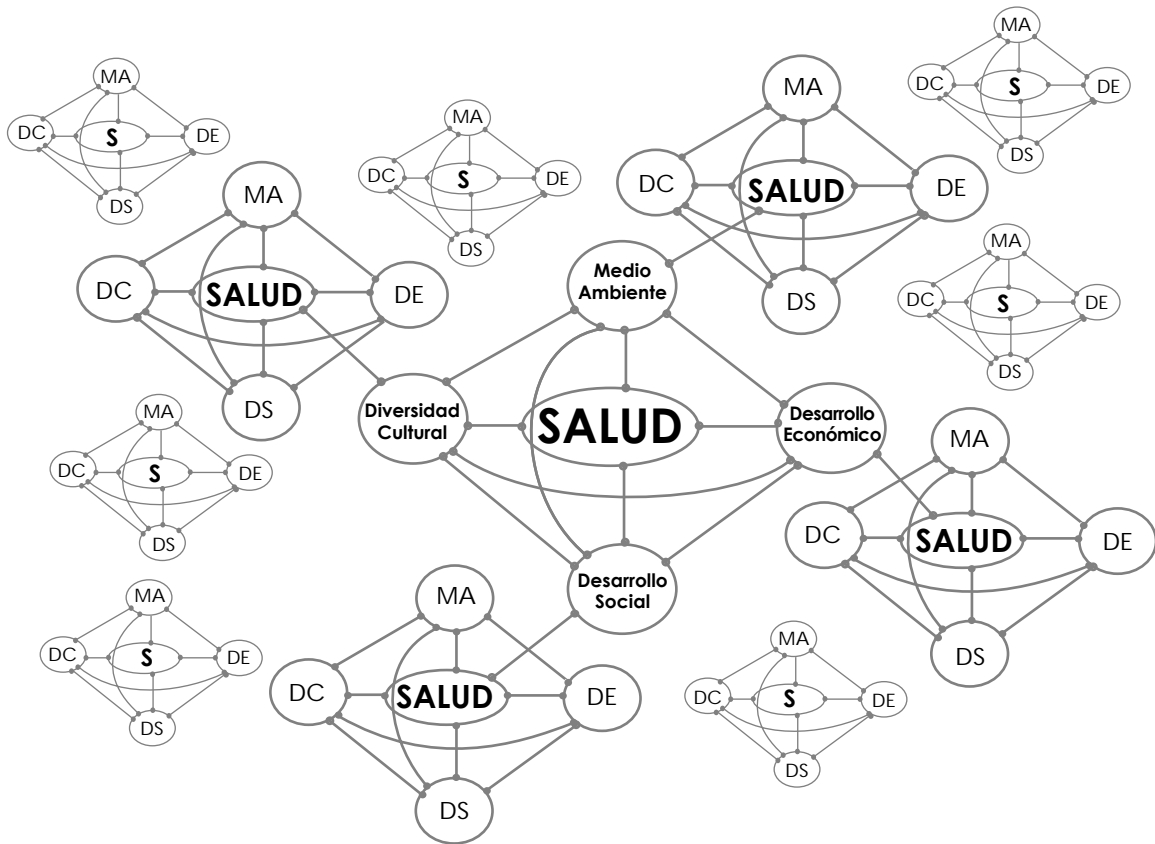 MA
DC
S
DE
DS
MA
DC
S
DE
DS
MA
DC
SALUD
DE
DS
MA
DC
S
DE
DS
MA
DC
SALUD
DE
DS
MA
DC
S
DE
DS
Medio
Ambiente
Diversidad
Cultural
SALUD
Desarrollo
Económico
Desarrollo
Social
MA
DC
S
DE
DS
MA
DC
SALUD
DE
DS
MA
DC
S
DE
DS
MA
DC
SALUD
DE
DS
MA
DC
S
DE
DS